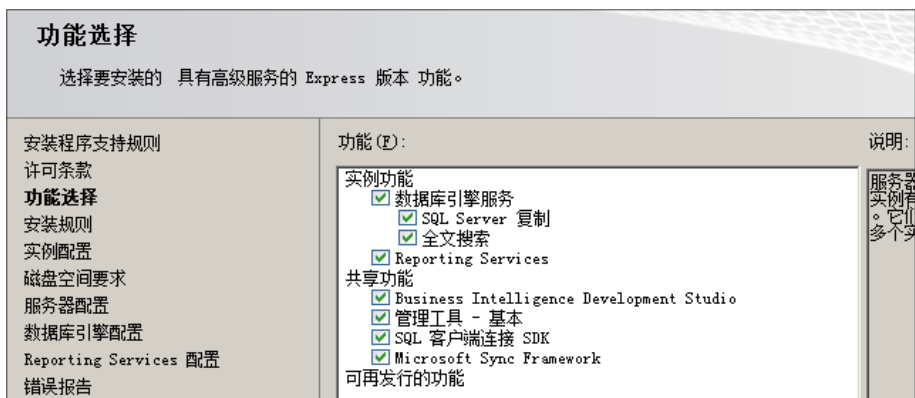 功能选择
选择要安装的 具有高级服务的 Express 版本 功能。
安装程序支持规则
许可条款
功能选择
安装规则
实例配置
磁盘空间要求
服务器配置
数据库引擎配置
Reporting Services 配置
错误报告
功能(F):
实例功能
数据库引擎服务
SQL Server 复制
全文搜索
Reporting Services
共享功能
Business Intelligence Development Studio
管理工具 - 基本
SQL 客户端连接 SDK
Microsoft Sync Framework
可再发行的功能
说明:
服务器
实例有
。它们
多个实